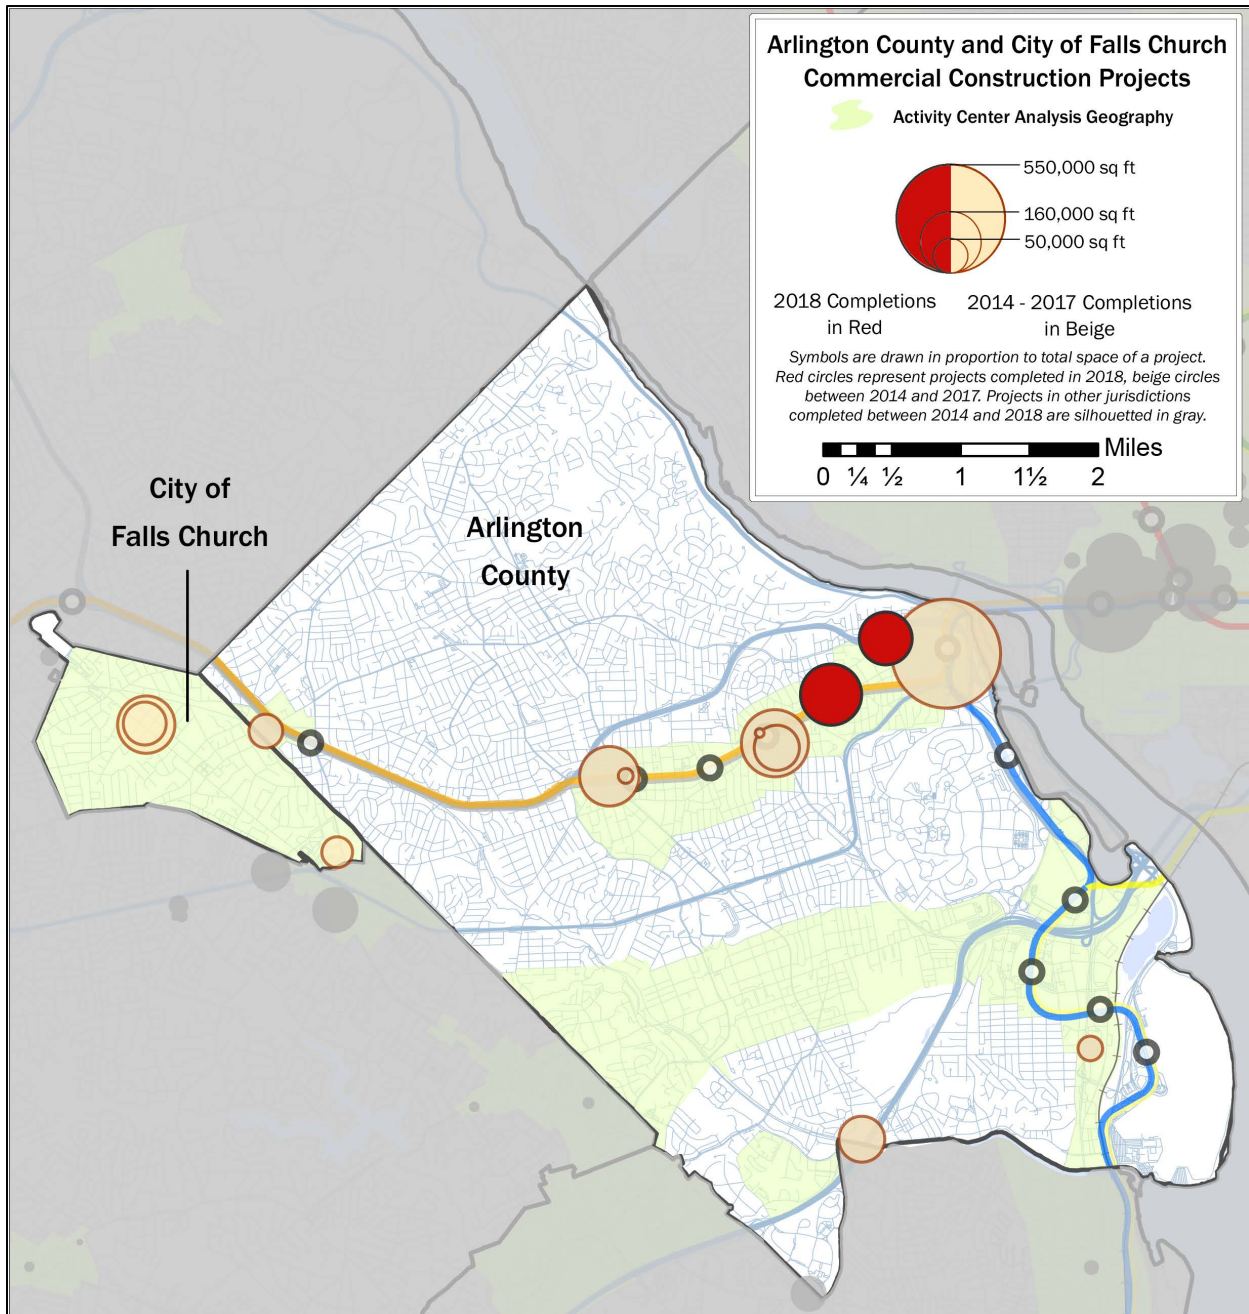 Arlington County and City of Falls Church
Commercial Construction Projects
Activity Center Analysis Geography
550,000 sq ft
160,000 sq ft
50,000 sq ft
2018 Completions
in Red
2014 - 2017 Completions
in Beige
Symbols are drawn in proportion to total space of a project.
Red circles represent projects completed in 2018, beige circles
between 2014 and 2017. Projects in other jurisdictions
completed between 2014 and 2018 are silhouetted in gray.
Miles
0 ¼ ½ 1 1½ 2
City of
Falls Church
Arlington
County